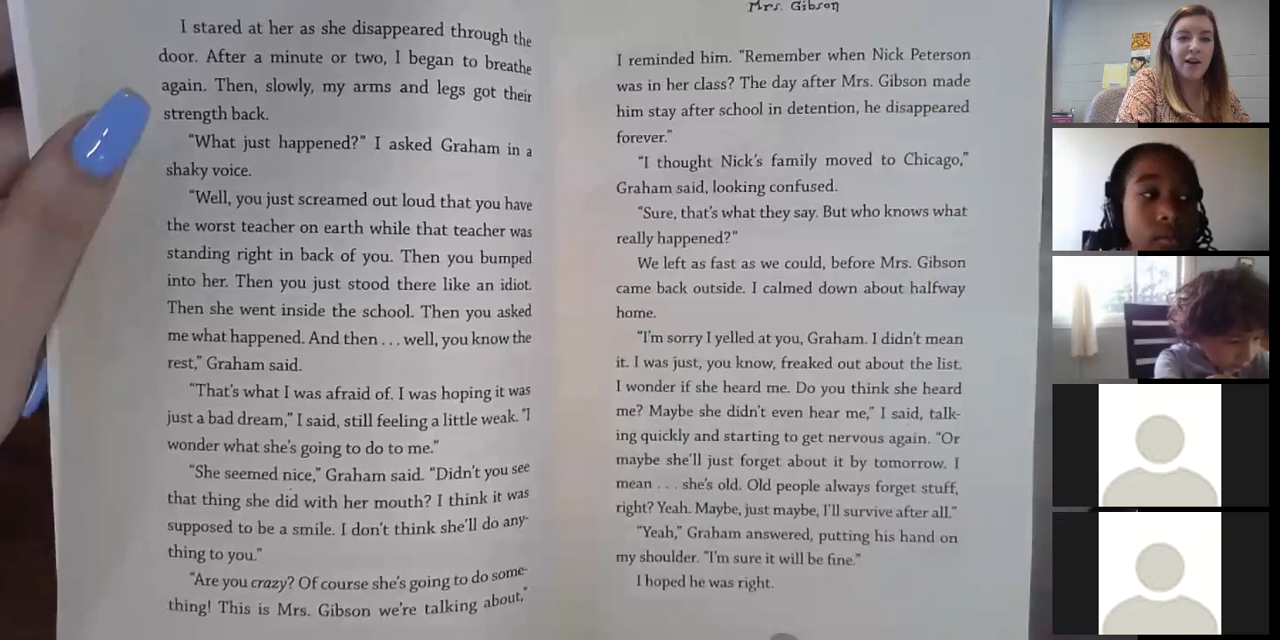 I stared at her as she disappeared through the
door. After a minute or two, I began to breathe
again. Then, slowly, my arms and legs got their
strength back.
"What just happened?" I asked Graham in a
shaky voice.
"Well, you just screamed out loud that you have
the worst teacher on earth while that teacher was
standing right in back of you. Then you bumped
into her. Then you just stood there like an idiot.
Then she went inside the school. Then you asked
me what happened. And then . . . well, you know the
rest," Graham said.
"That's what I was afraid of. I was hoping it was
just a bad dream," I said, still feeling a little weak. "I
wonder what she's going to do to me."
"She seemed nice," Graham said. "Didn't you see
that thing she did with her mouth? I think it was
supposed to be a smile. I don't think she'll do any-
thing to you."
"Are you crazy? Of course she's going to do some-
thing! This is Mrs. Gibson we're talking about,"
Mrs. Gibson
I reminded him. "Remember when Nick Peterson
was in her class? The day after Mrs. Gibson made
him stay after school in detention, he disappeared
forever."
"I thought Nick's family moved to Chicago,"
Graham said, looking confused.
"Sure, that's what they say. But who knows what
really happened?"
We left as fast as we could, before Mrs. Gibson
came back outside. I calmed down about halfway
home.
"I'm sorry I yelled at you, Graham. I didn't mean
it. I was just, you know, freaked out about the list.
I wonder if she heard me. Do you think she heard
me? Maybe she didn't even hear me," I said, talk-
ing quickly and starting to get nervous again. "Or
maybe she'll just forget about it by tomorrow. I
mean . . . she's old. Old people always forget stuff,
right? Yeah. Maybe, just maybe, I'll survive after all."
"Yeah," Graham answered, putting his hand on
my shoulder. "I'm sure it will be fine."
I hoped he was right.